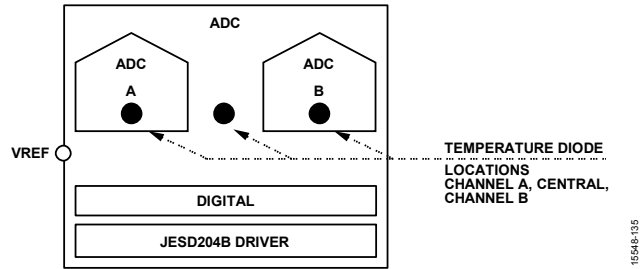 ADC
ADC
A
ADC
B
VREF
TEMPERATURE DIODE
LOCATIONS
CHANNEL A, CENTRAL,
CHANNEL B
DIGITAL
JESD204B DRIVER
15548-135